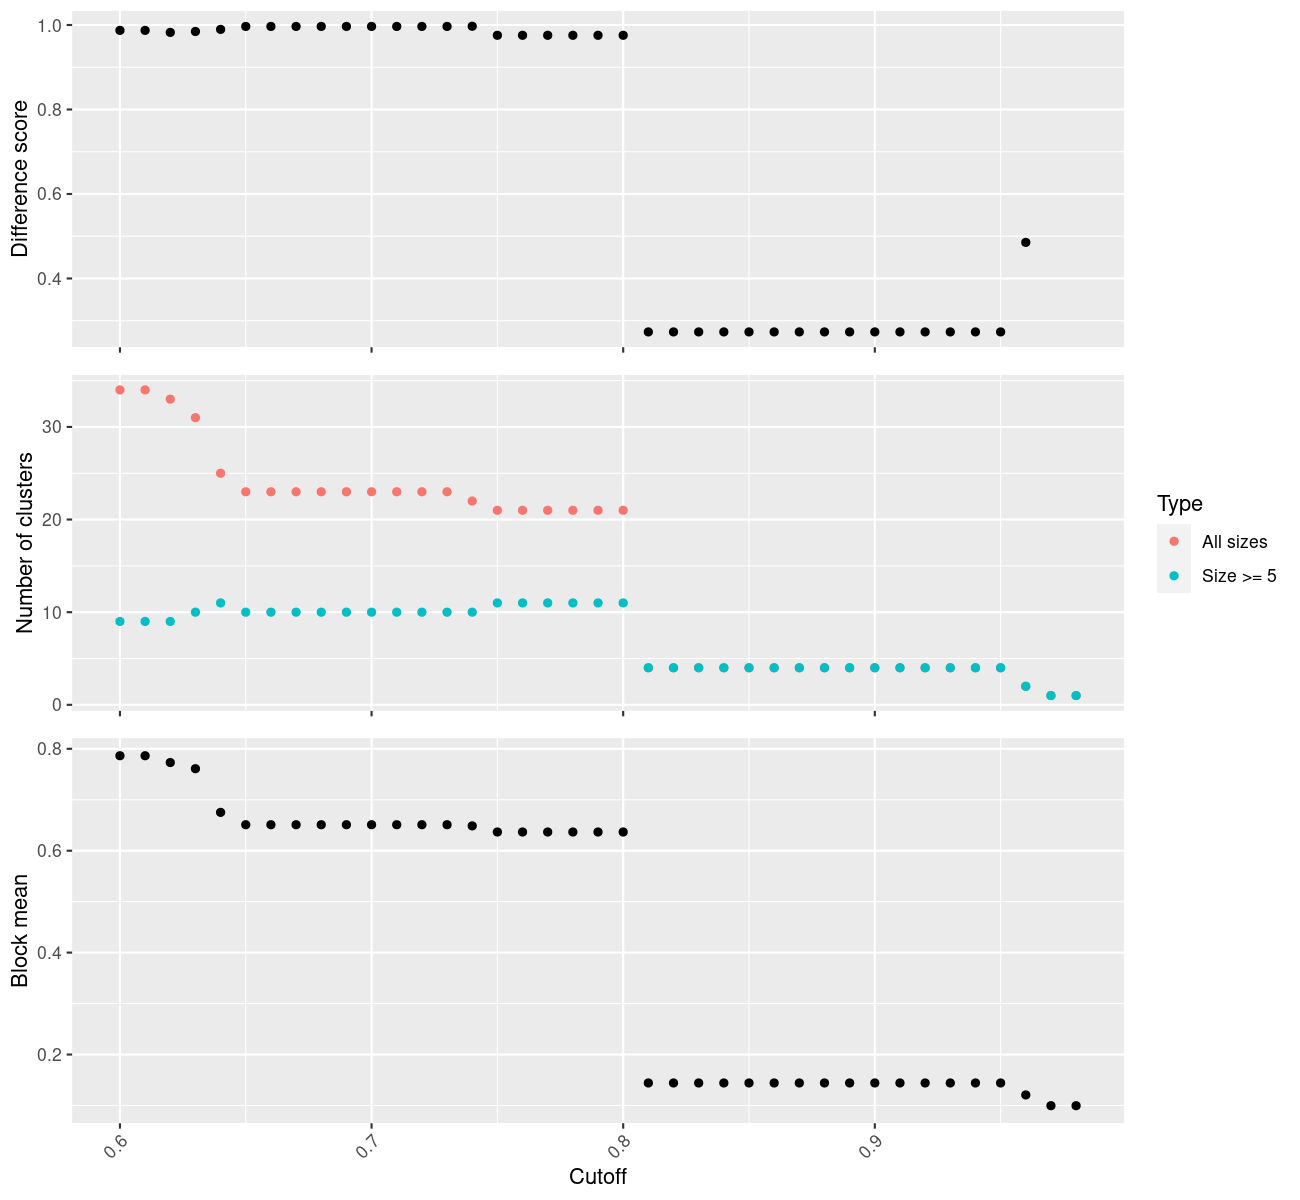 Difference score
1.0
0.8
0.6
0.4
Number of clusters
30
20
10
0
Type
All sizes
Size >= 5
Block mean
0.8
0.6
0.4
0.2
0.6
0.7
0.8
0.9
Cutoff